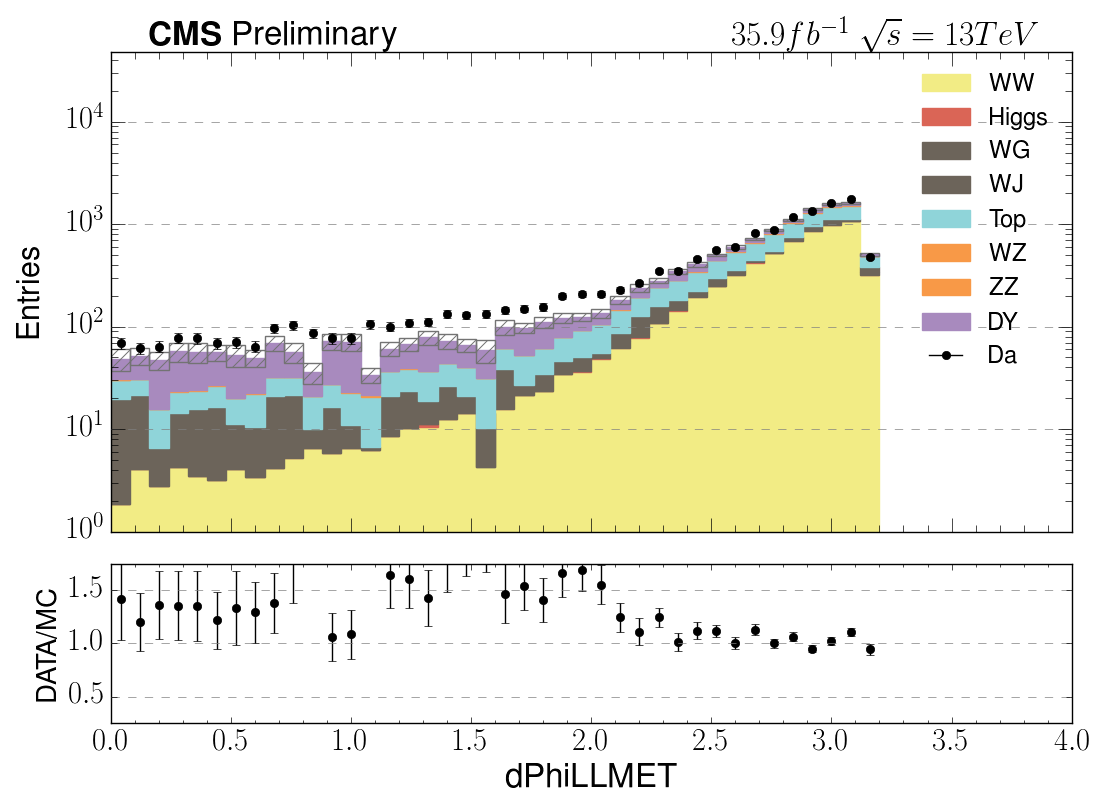 CMS Preliminary 35.9fb⁻¹ √s = 13TeV
Entries
10⁴
10³
10²
10¹
10⁰
WW
Higgs
WG
WJ
Top
WZ
ZZ
DY
Da
DATA/MC
1.5
1.0
0.5
0.0 0.5 1.0 1.5 2.0 2.5 3.0 3.5 4.0
dPhiLLMET